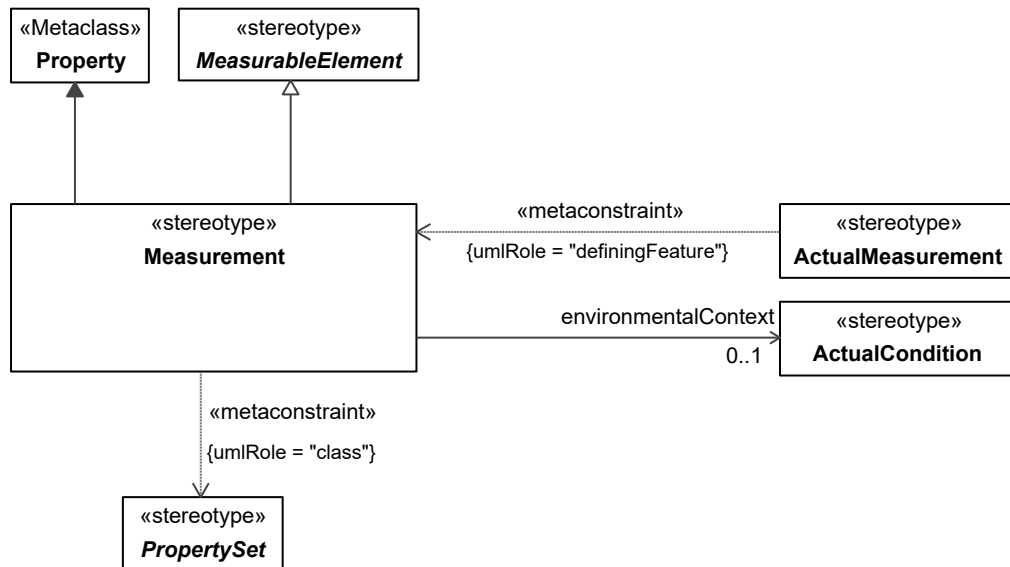 «Metaclass»
Property
«stereotype»
MeasurableElement
«stereotype»
Measurement
«metaconstraint»
{umlRole = "definingFeature"}
«stereotype»
ActualMeasurement
environmentalContext
0..1
«stereotype»
ActualCondition
«metaconstraint»
{umlRole = "class"}
«stereotype»
PropertySet